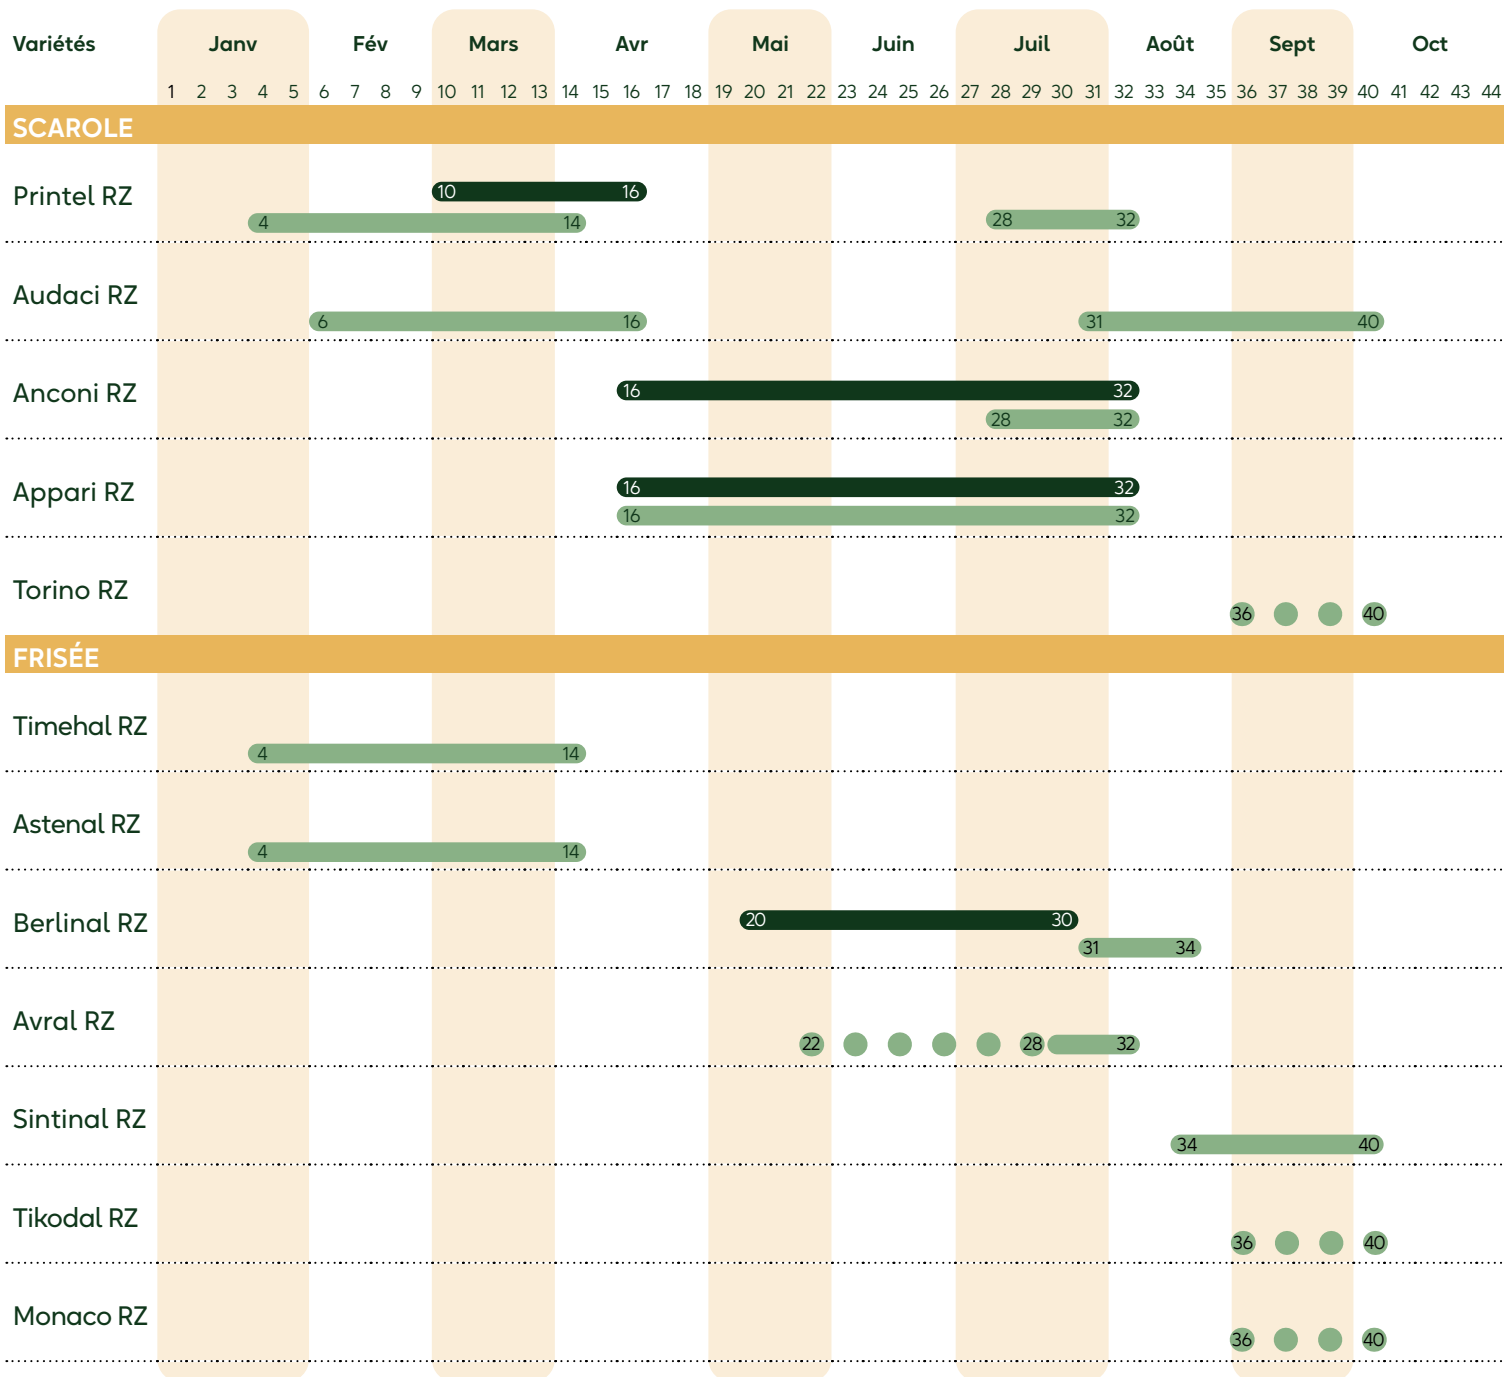 Variétés Janv Fév Mars Avr Mai Juin Juil Août Sept Oct
1 2 3 4 5 6 7 8 9 10 11 12 13 14 15 16 17 18 19 20 21 22 23 24 25 26 27 28 29 30 31 32 33 34 35 36 37 38 39 40 41 42 43 44
SCAROLE
Printel RZ 10 16
4 14 28 32
Audaci RZ
6 16 31 40
Anconi RZ 16 32
28 32
Appari RZ 16 32
16 32
Torino RZ
36 40
FRISÉE
Timehal RZ
4 14
Astenal RZ
4 14
Berlinal RZ 20 30
31 34
Avral RZ
22 28 32
Sintinal RZ
34 40
Tikodal RZ
36 40
Monaco RZ
36 40